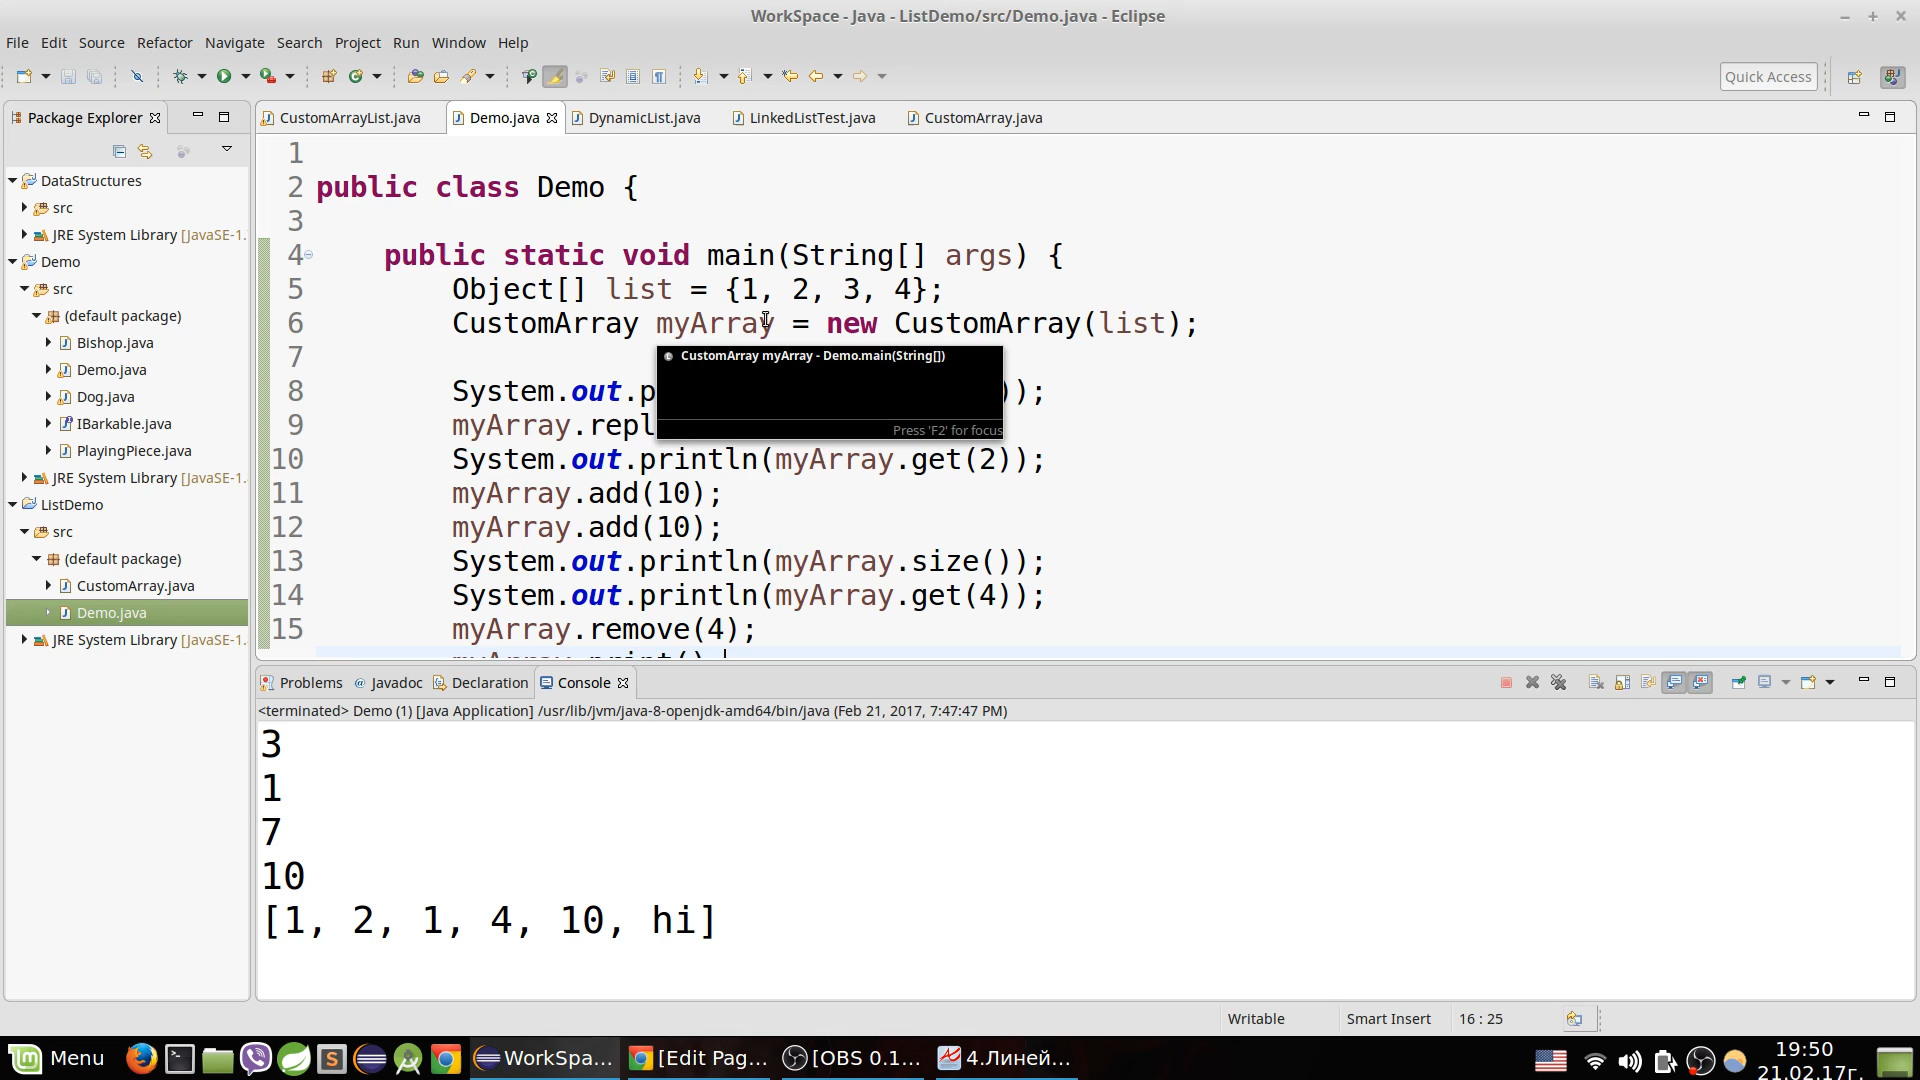 WorkSpace - Java - ListDemo/src/Demo.java - Eclipse
File Edit Source Refactor Navigate Search Project Run Window Help
Quick Access
Package Explorer
CustomArrayList.java Demo.java DynamicList.java LinkedListTest.java CustomArray.java
DataStructures
src
JRE System Library [JavaSE-1.
Demo
src
(default package)
Bishop.java
Demo.java
Dog.java
IBarkable.java
PlayingPiece.java
JRE System Library [JavaSE-1.
ListDemo
src
(default package)
CustomArray.java
Demo.java
JRE System Library [JavaSE-1.
1
2 public class Demo {
3
4 public static void main(String[] args) {
5 Object[] list = {1, 2, 3, 4};
6 CustomArray myArray = new CustomArray(list);
7
CustomArray myArray - Demo.main(String[])
Press 'F2' for focus
8 System.out.p ));
9 myArray.repl
10 System.out.println(myArray.get(2));
11 myArray.add(10);
12 myArray.add(10);
13 System.out.println(myArray.size());
14 System.out.println(myArray.get(4));
15 myArray.remove(4);
Problems @ Javadoc Declaration Console
<terminated> Demo (1) [Java Application] /usr/lib/jvm/java-8-openjdk-amd64/bin/java (Feb 21, 2017, 7:47:47 PM)
3
1
7
10
[1, 2, 1, 4, 10, hi]
Writable Smart Insert 16 : 25
Menu WorkSpa... [Edit Pag... [OBS 0.1... 4.Линей... 19:50
21.02.17г.